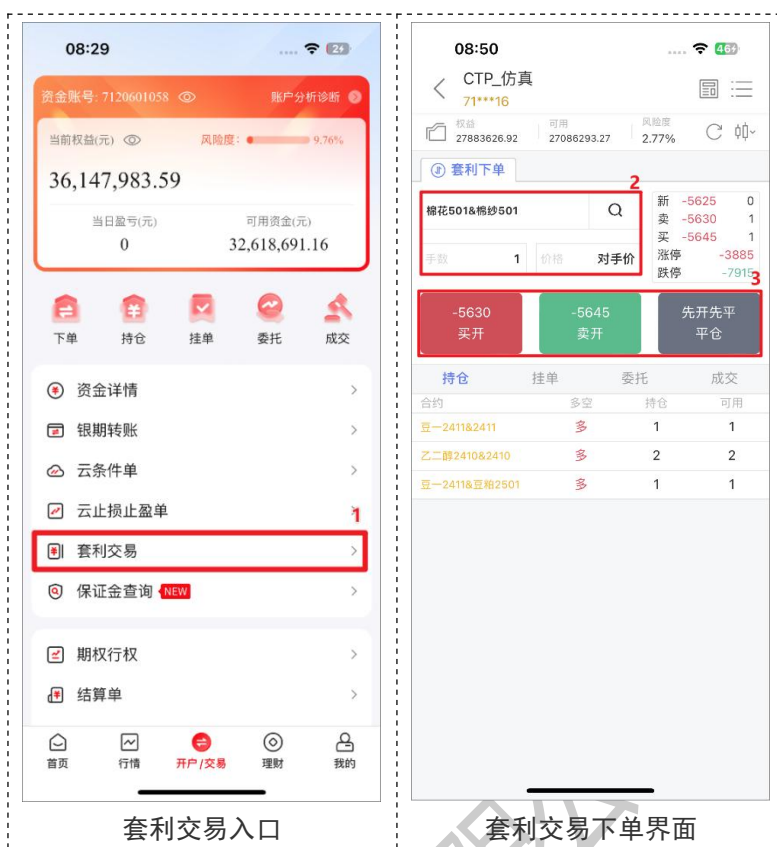 08:29
24
资金账号: 7120601058
账户分析诊断
当前权益(元)
风险度:
9.76%
36,147,983.59
当日盈亏(元)
可用资金(元)
0
32,618,691.16
下单
持仓
挂单
委托
成交
资金详情
银期转账
云条件单
云止损止盈单
1
套利交易
保证金查询 NEW
期权行权
结算单
首页
行情
开户/交易
理财
我的
套利交易入口
08:50
46
CTP_仿真
71***16
权益
27883626.92
可用
27086293.27
风险度
2.77%
套利下单
2
棉花501&棉纱501
手数 1
价格 对手价
新 -5625 0
卖 -5630 1
买 -5645 1
涨停 -3885
跌停 -7915
3
-5630
买开
-5645
卖开
先开先平
平仓
持仓 挂单 委托 成交
合约 多空 持仓 可用
豆一2411&2411 多 1 1
乙二醇2410&2410 多 2 2
豆一2411&豆粕2501 多 1 1
套利交易下单界面